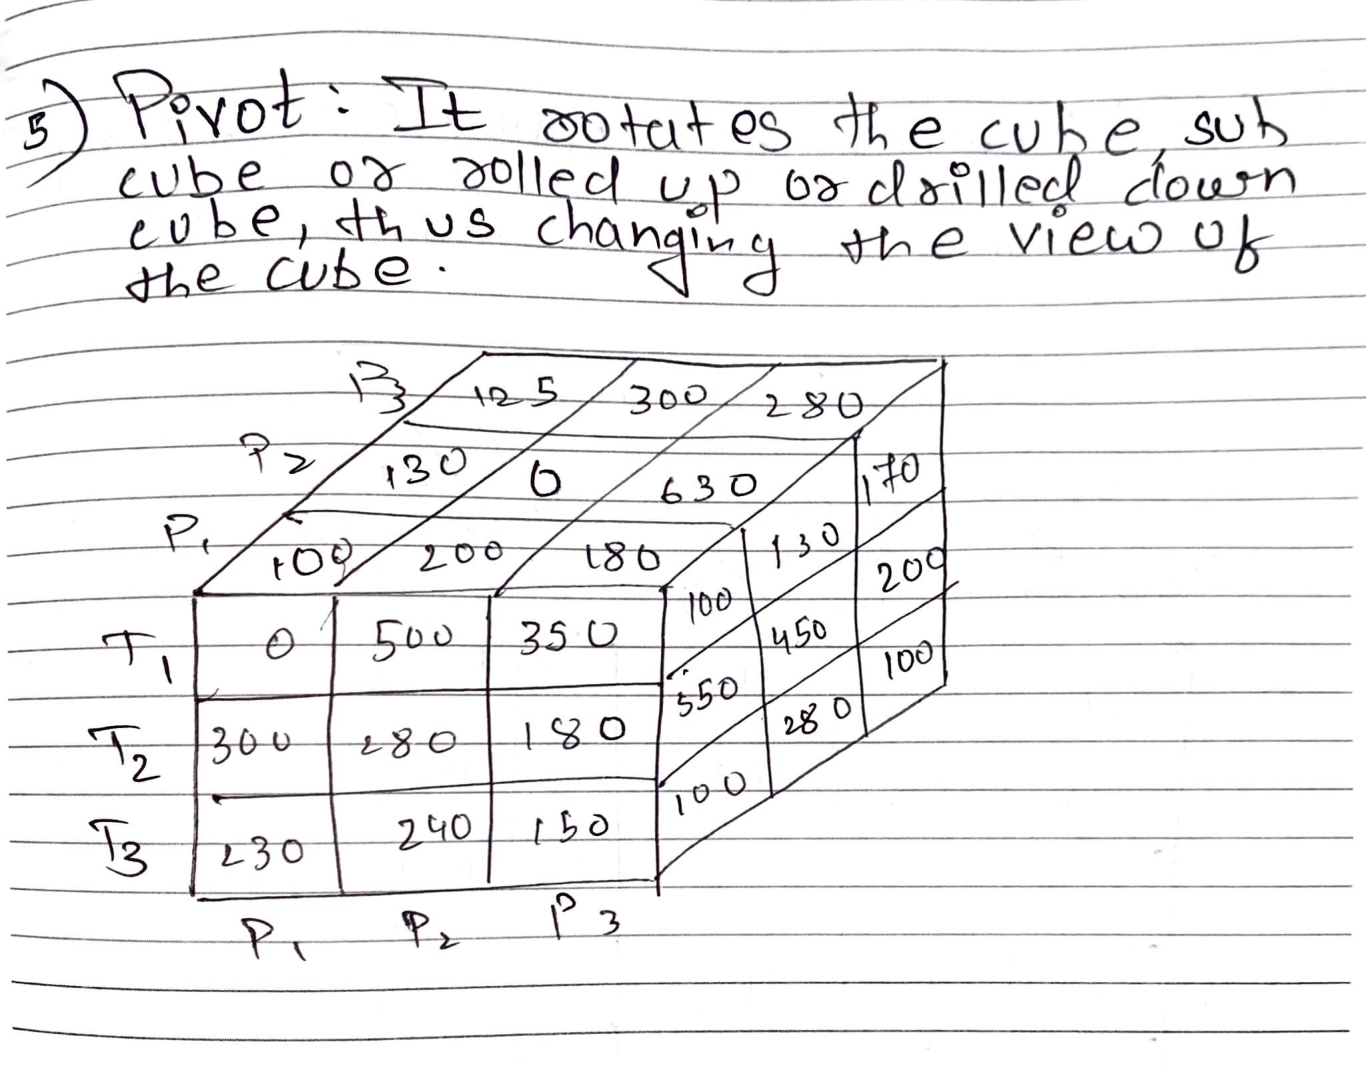 5) Pivot : It rotates the cube, sub
cube or rolled up or drilled down
cube, thus changing the view of
the cube.
P3 125 300 280
P2 130 0 630 170
P1 100 200 180 100 130 200
T1 0 500 350 550 450 100
T2 300 280 180 100 280
T3 230 240 150
P1 P2 P3